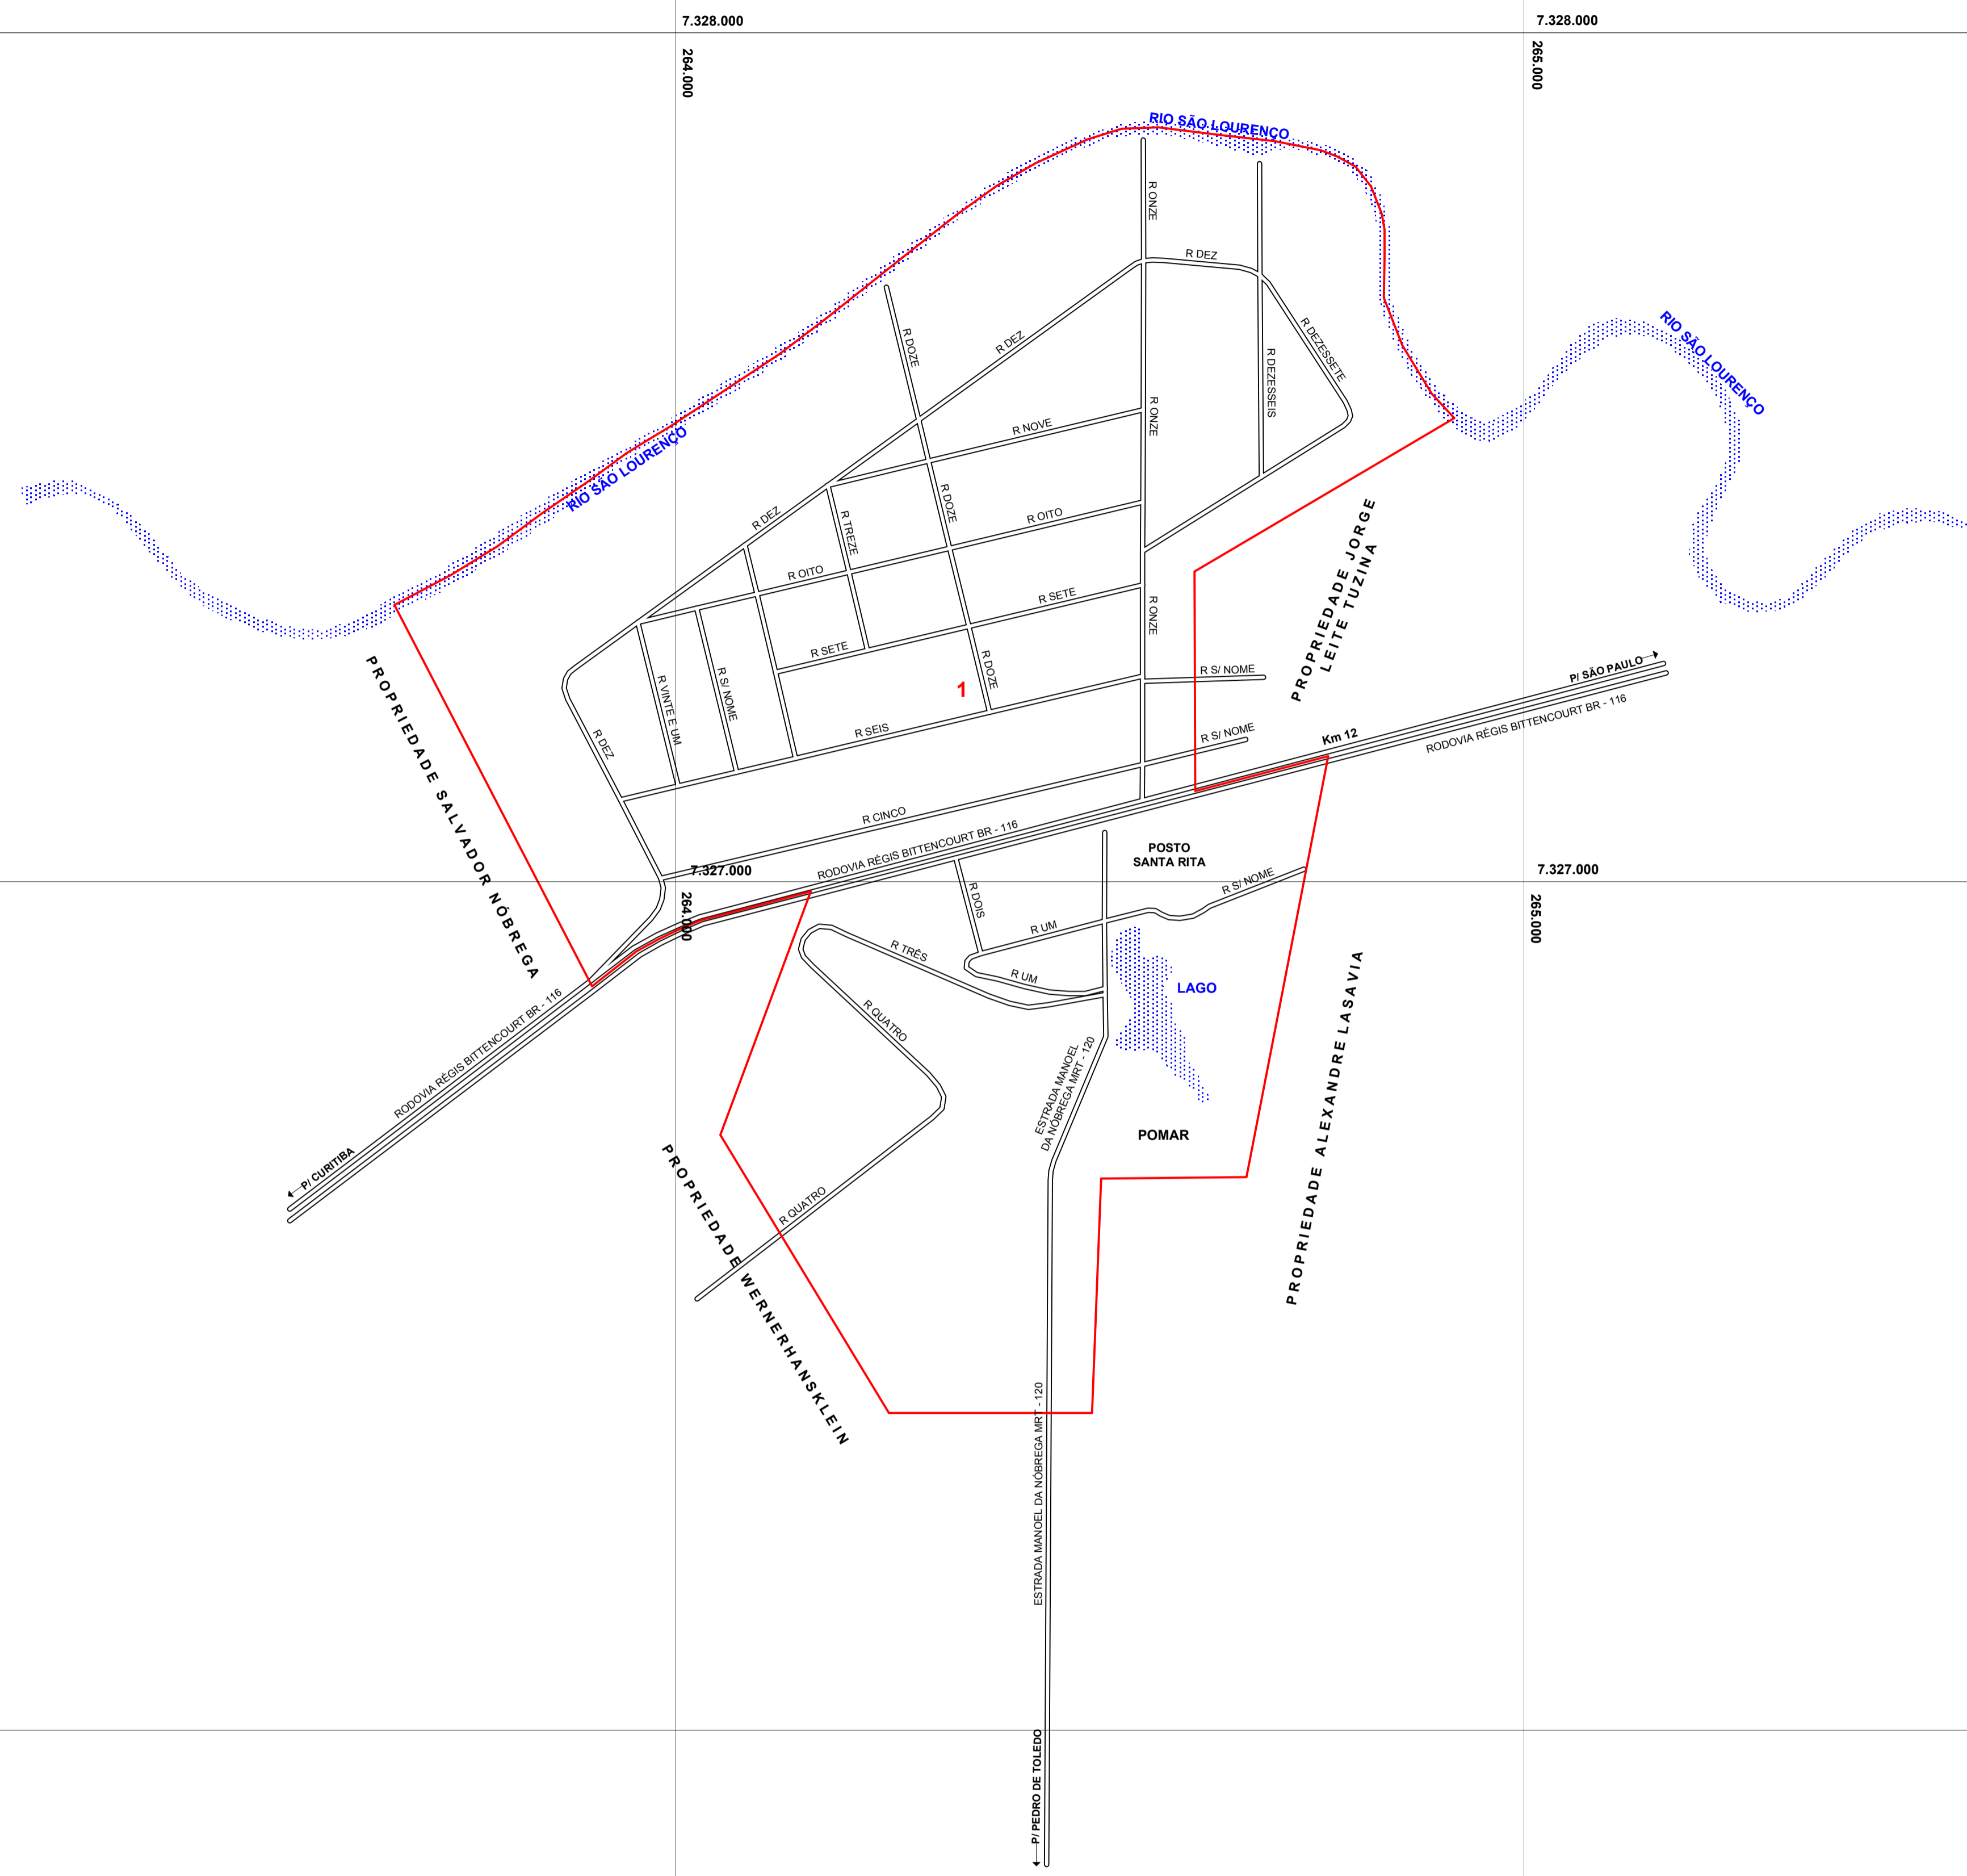 7.328.000
7.328.000
264.000
265.000
RIO SÃO LOURENÇO
R ONZE
R DEZ
RIO SÃO LOURENÇO
R DOZE
R DEZ
R DEZESSETE
R DEZESSEIS
R ONZE
R NOVE
RIO SÃO LOURENÇO
R DEZ
R TREZE
R DOZE
R OITO
R OITO
PROPRIEDADE JORGE
LEITE TUZINA
R SETE
R ONZE
R SETE
R DOZE
R S/ NOME
P/ SÃO PAULO
PROPRIEDADE SALVADOR NÓBREGA
R VINTE E UM
R S/ NOME
1
R SEIS
R DEZ
R S/ NOME
Km 12
RODOVIA RÉGIS BITTENCOURT BR - 116
R CINCO
RODOVIA RÉGIS BITTENCOURT BR - 116
POSTO
SANTA RITA
7.327.000
7.327.000
264.000
265.000
R DOIS
R S/ NOME
R UM
R TRÊS
R UM
LAGO
R QUATRO
RODOVIA RÉGIS BITTENCOURT BR - 116
ESTRADA MANOEL
DA NÓBREGA MRT - 120
PROPRIEDADE ALEXANDRE LASAVIA
POMAR
P/ CURITIBA
R QUATRO
PROPRIEDADE WERNERHANSKLEIN
ESTRADA MANOEL DA NÓBREGA MRT - 120
P/ PEDRO DE TOLEDO